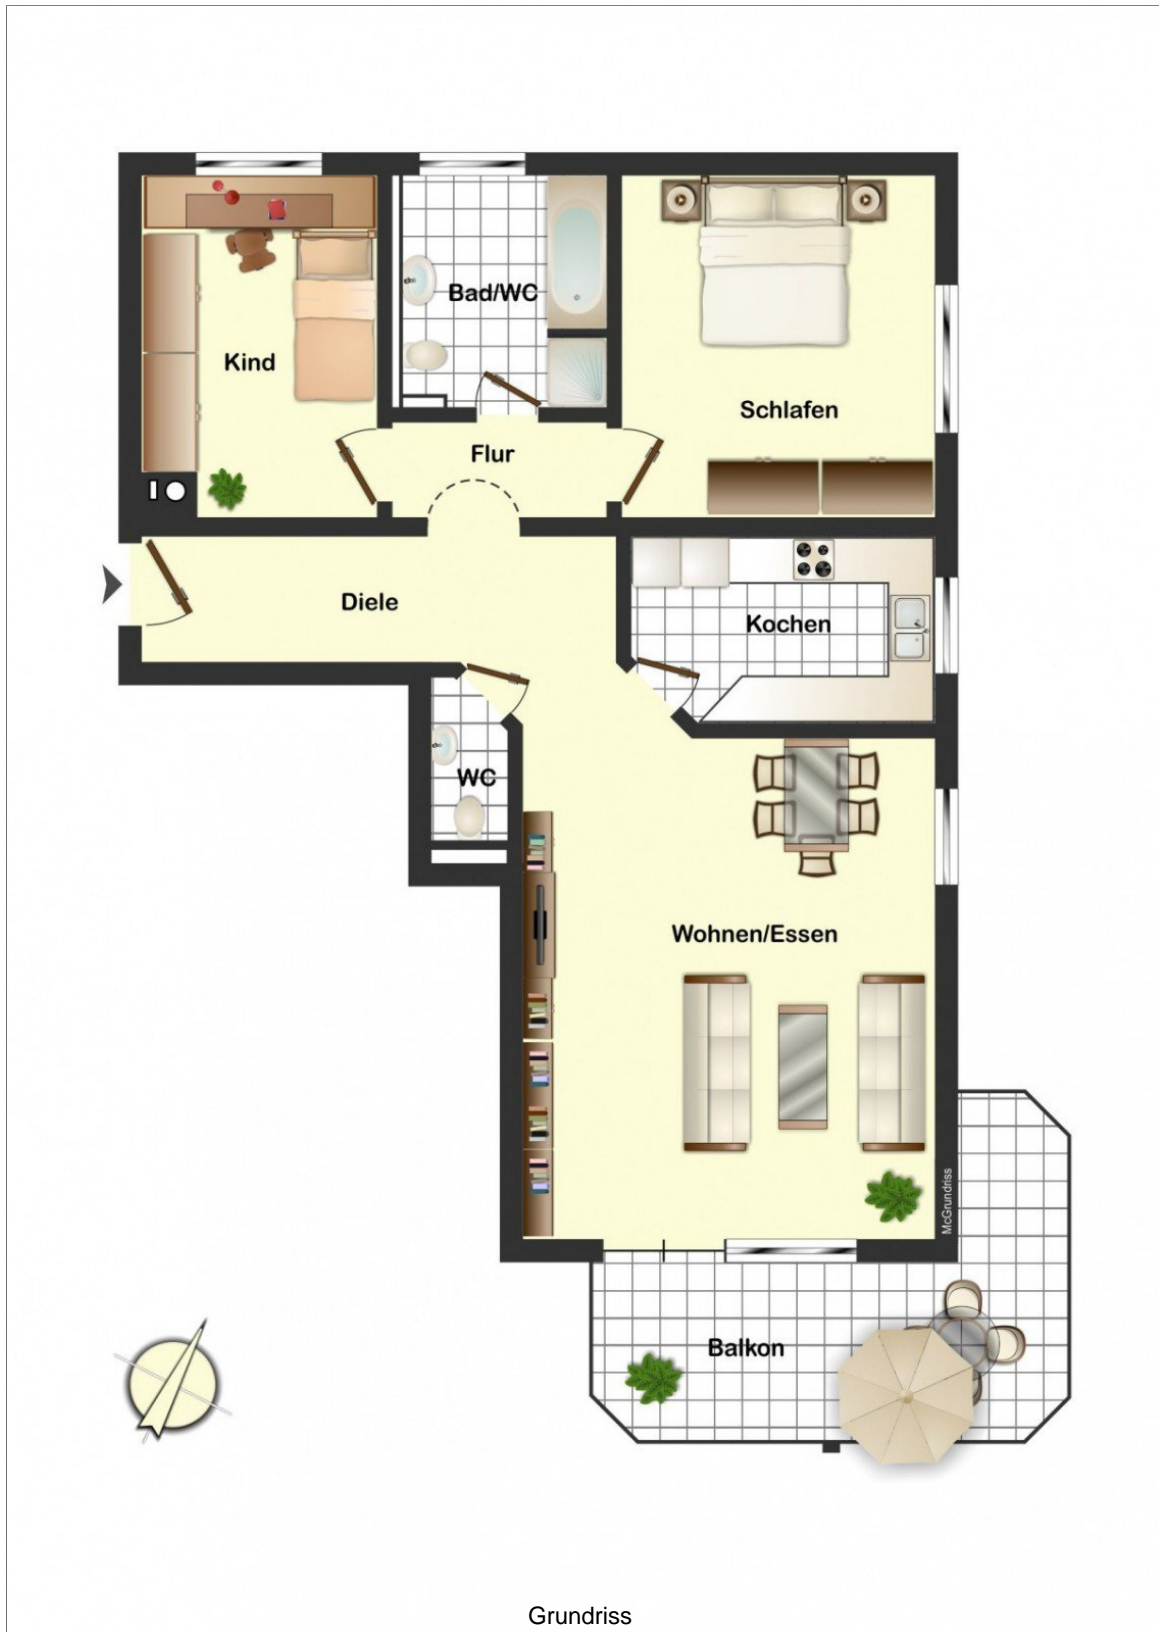 Bad/WC
Kind
Schlafen
Flur
Diele
Kochen
WC
Wohnen/Essen
McGrundriss
Balkon
Grundriss